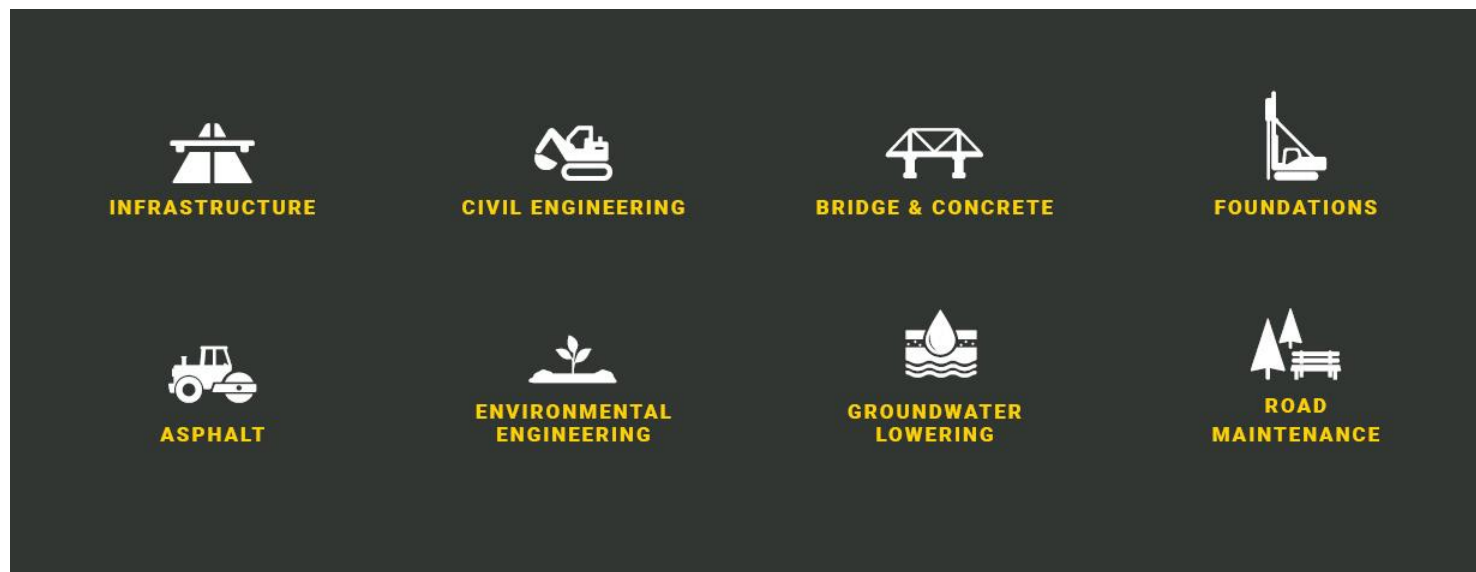 INFRASTRUCTURE
CIVIL ENGINEERING
BRIDGE & CONCRETE
FOUNDATIONS
ASPHALT
ENVIRONMENTAL
ENGINEERING
GROUNDWATER
LOWERING
ROAD
MAINTENANCE